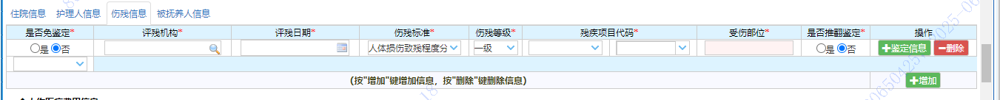 住院信息 护理人信息 伤残信息 被扶养人信息
是否免鉴定* 评残机构* 评残日期* 伤残标准* 伤残等级* 残疾项目代码* 受伤部位* 是否推翻鉴定* 操作
是 否 人体损伤致残程度分 一级 是 否 鉴定信息 删除
(按"增加"键增加信息，按"删除"键删除信息) 增加